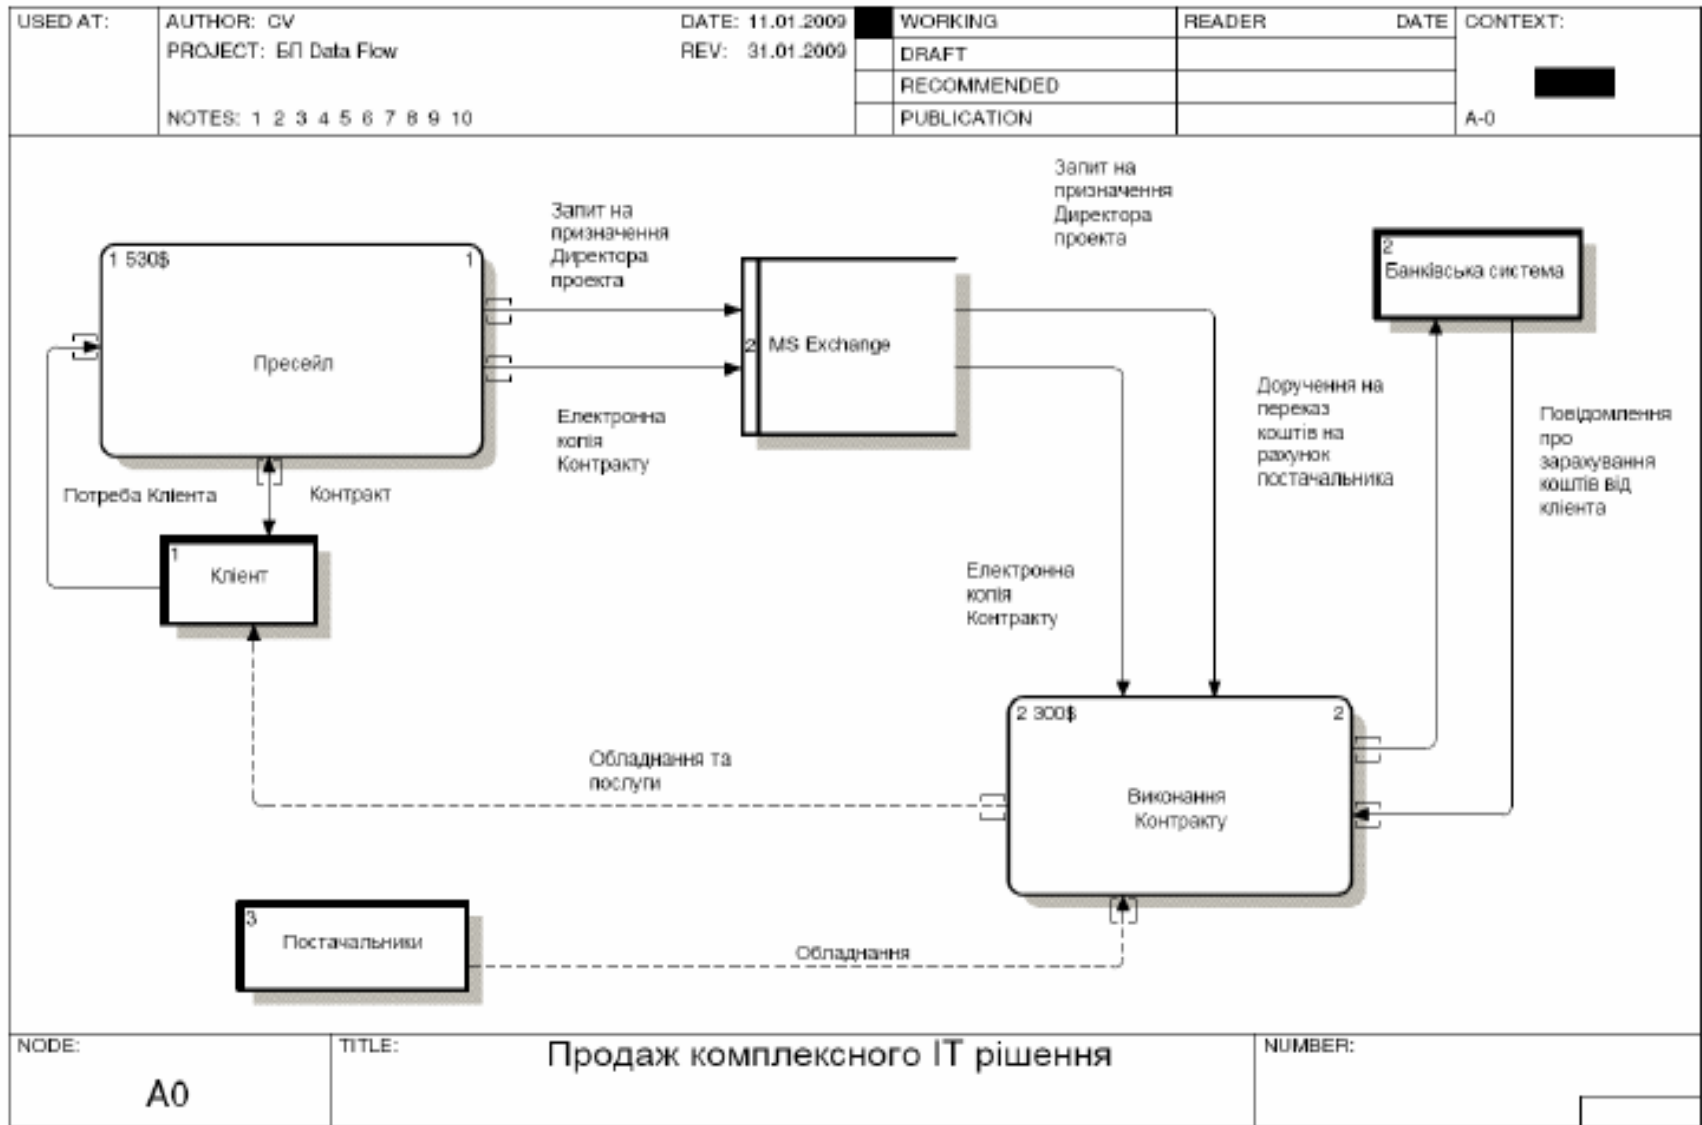 USED AT:
AUTHOR: CV
DATE: 11.01.2009
PROJECT: БП Data Flow
REV: 31.01.2009
NOTES: 1 2 3 4 5 6 7 8 9 10
WORKING
DRAFT
RECOMMENDED
PUBLICATION
READER
DATE
CONTEXT:
A-0
1 530$
1
Пресейл
Запит на
призначення
Директора
проекта
Електронна
копія
Контракту
2
MS Exchange
Запит на
призначення
Директора
проекта
2
Банківська система
Доручення на
переказ
коштів на
рахунок
постачальника
Повідомлення
про
зарахування
коштів від
клієнта
Потреба Клієнта
Контракт
1
Клієнт
Електронна
копія
Контракту
2 300$
2
Виконання
Контракту
Обладнання та
послуги
3
Постачальники
Обладнання
NODE:
A0
TITLE:
Продаж комплексного ІТ рішення
NUMBER: